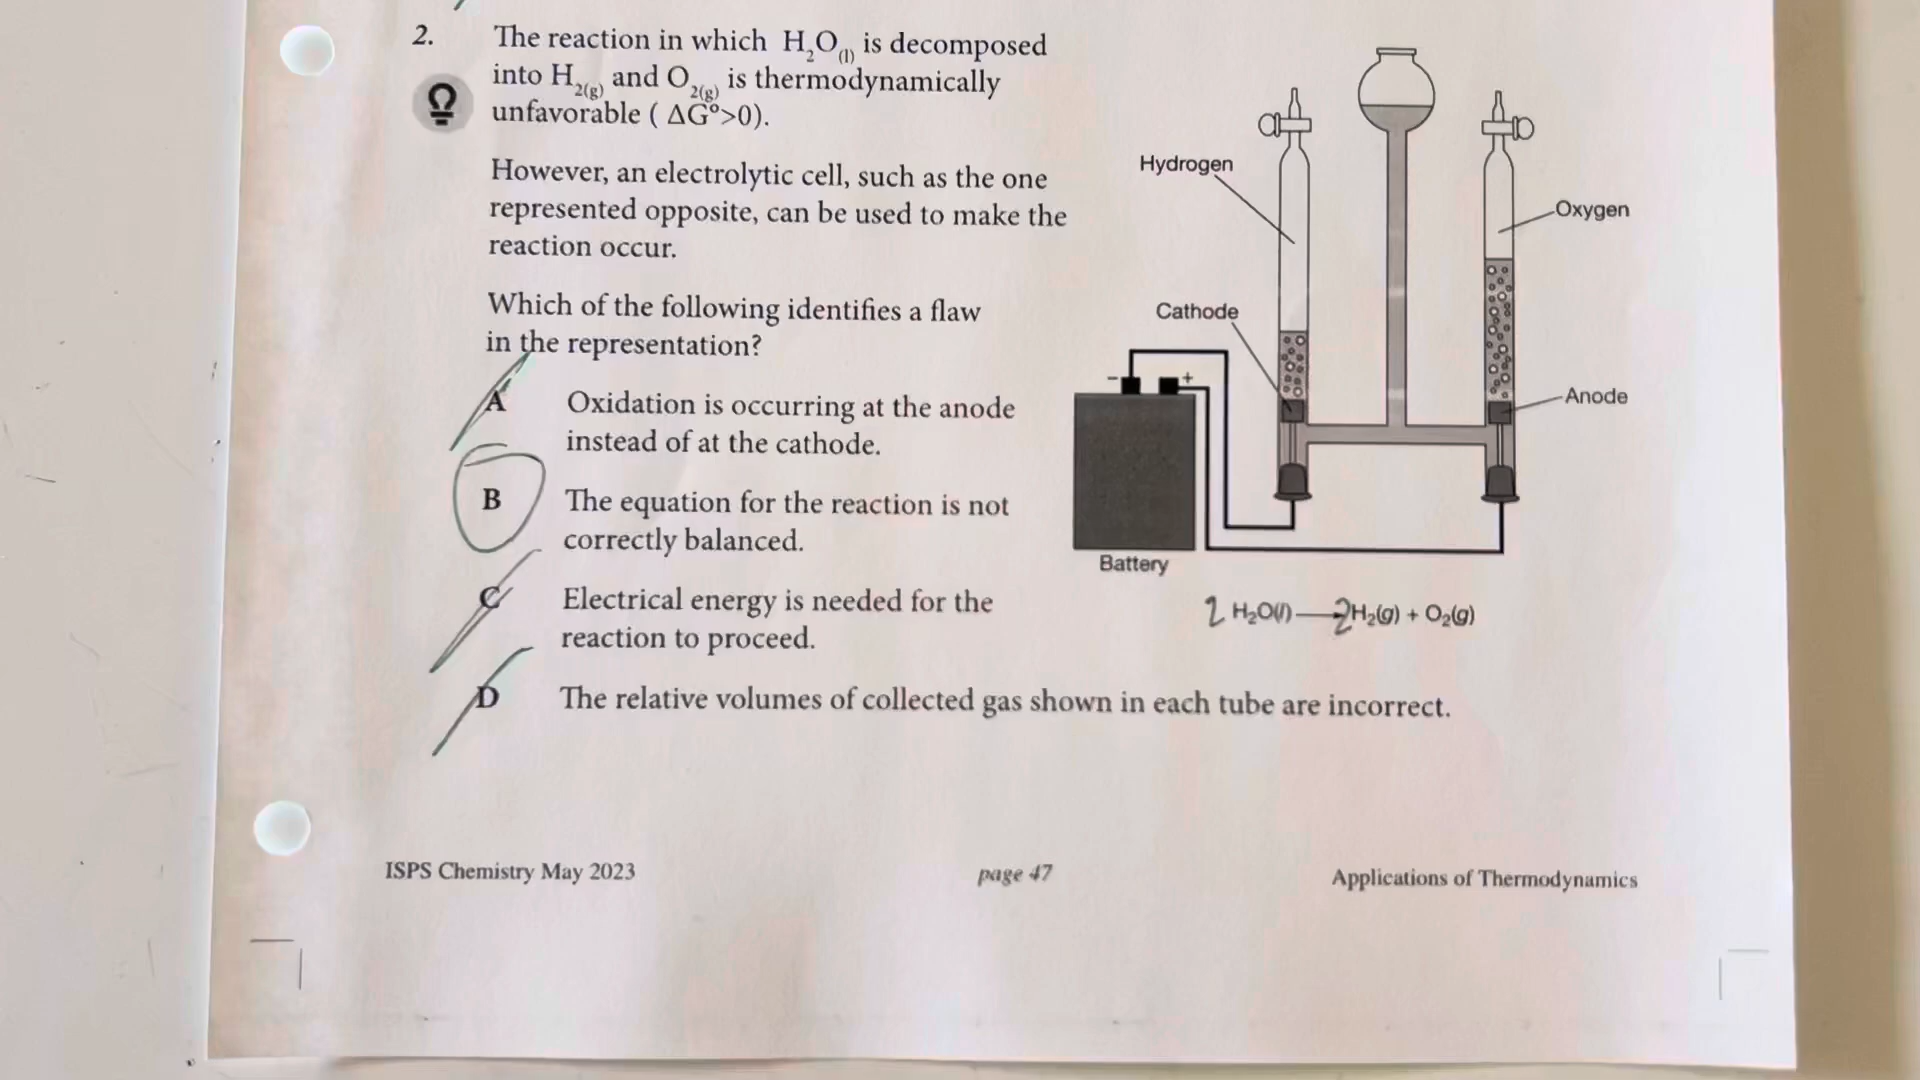 2. The reaction in which H₂O₍ₗ₎ is decomposed
into H₂₍g₎ and O₂₍g₎ is thermodynamically
unfavorable ( ΔG°>0).
However, an electrolytic cell, such as the one
represented opposite, can be used to make the
reaction occur.
Which of the following identifies a flaw
in the representation?
A Oxidation is occurring at the anode
instead of at the cathode.
B The equation for the reaction is not
correctly balanced.
C Electrical energy is needed for the
reaction to proceed.
D The relative volumes of collected gas shown in each tube are incorrect.
Hydrogen
Oxygen
Cathode
Anode
- +
Battery
2 H₂O(l) → 2H₂(g) + O₂(g)
ISPS Chemistry May 2023 page 47 Applications of Thermodynamics